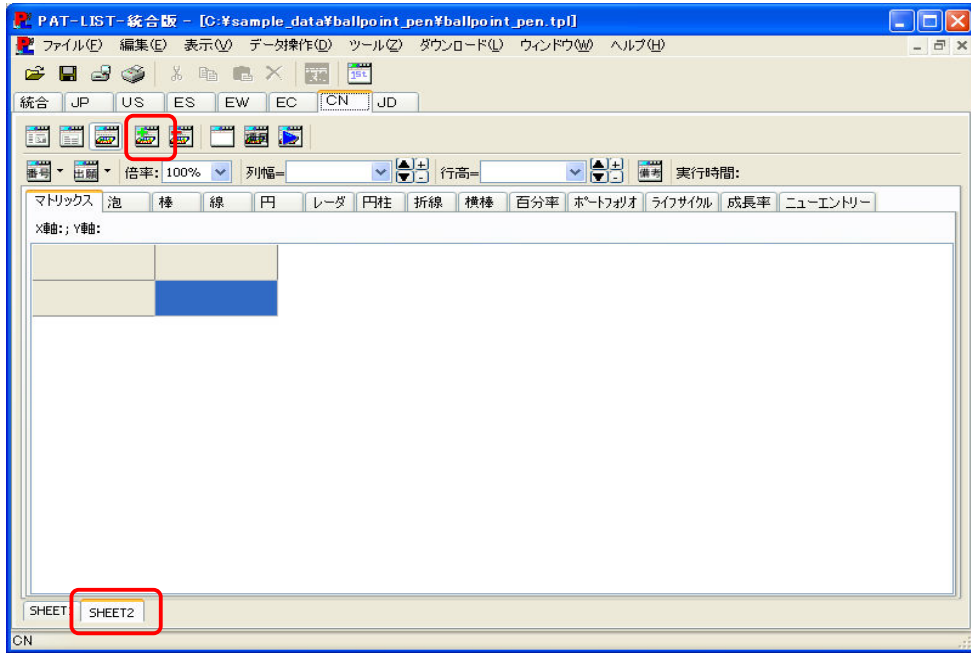 PAT-LIST-統合版 - [C:¥sample_data¥ballpoint_pen¥ballpoint_pen.tpl]
ファイル(F) 編集(E) 表示(V) データ操作(D) ツール(Z) ダウンロード(L) ウィンドウ(W) ヘルプ(H)
1st
統合 JP US ES EW EC CN JD
番号 出願 倍率: 100% 列幅= 行高= 備考 実行時間:
マトリックス 泡 棒 線 円 レーダ 円柱 折線 横棒 百分率 ポートフォリオ ライフサイクル 成長率 ニューエントリー
X軸:; Y軸:
SHEET SHEET2
CN